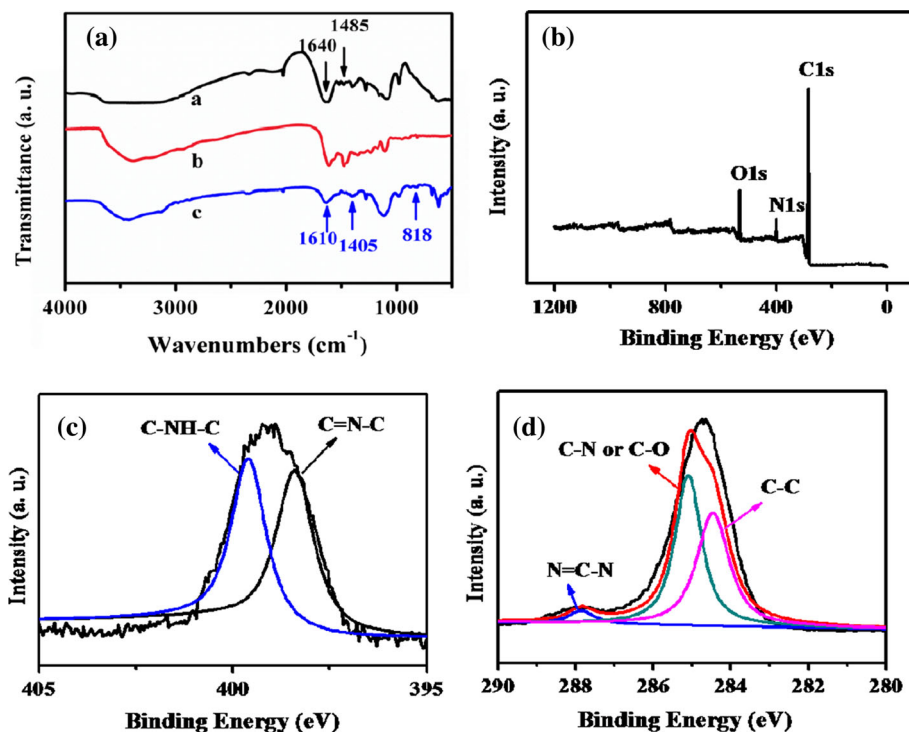 (a)
1485
1640
a
b
c
1610
1405
818
Transmittance (a. u.)
4000 3000 2000 1000
Wavenumbers (cm⁻¹)
(b)
C1s
O1s
N1s
Intensity (a. u.)
1200 800 400 0
Binding Energy (eV)
(c)
C-NH-C
C=N-C
Intensity (a. u.)
405 400 395
Binding Energy (eV)
(d)
C-N or C-O
C-C
N=C-N
Intensity (a. u.)
290 288 286 284 282 280
Binding Energy (eV)